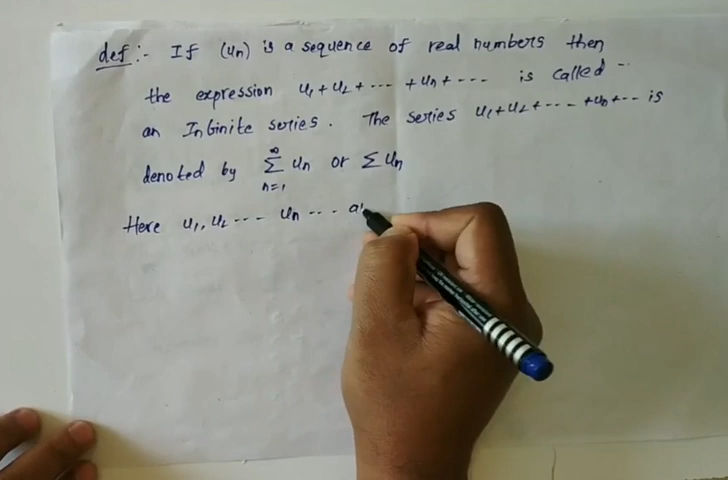 def :- If (un) is a sequence of real numbers then
the expression u1 + u2 + --- + un + --- is called -
an Infinite series. The series u1 + u2 + --- + un + -- is
denoted by ∞∑n=1 un or ∑ un
Here u1, u2 --- un --- a